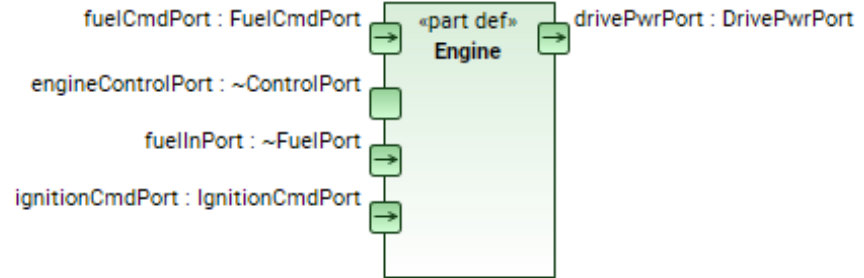 fuelCmdPort : FuelCmdPort
«part def»
Engine
drivePwrPort : DrivePwrPort
engineControlPort : ~ControlPort
fuelInPort : ~FuelPort
ignitionCmdPort : IgnitionCmdPort